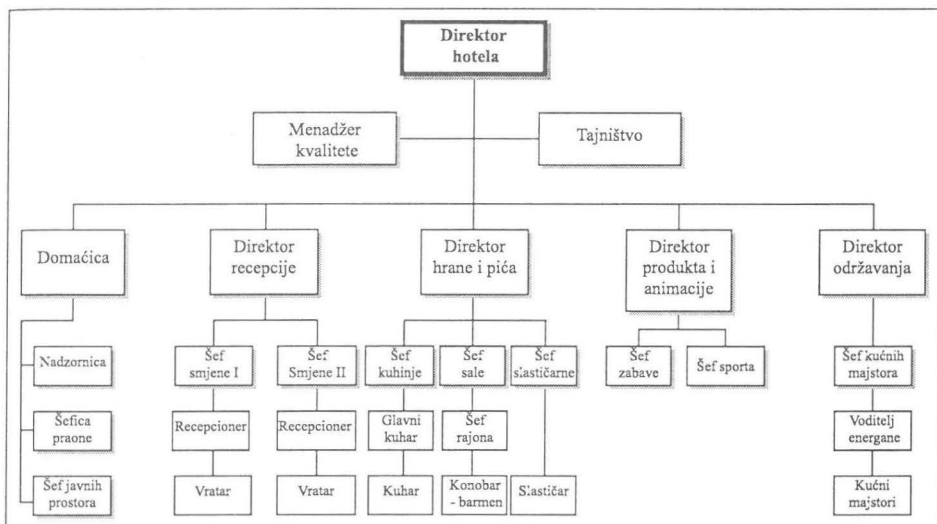 Direktor
hotela
Menadžer
kvalitete
Tajništvo
Domaćica
Direktor
recepcije
Direktor
hrane i pića
Direktor
produkta i
animacije
Direktor
održavanja
Nadzornica
Šef
smjene I
Šef
Smjene II
Šef
kuhinje
Šef
sale
Šef
slastičarne
Šef
zabave
Šef sporta
Šef kućnih
majstora
Šefica
praone
Recepcioner
Recepcioner
Glavni
kuhar
Šef
rajona
Voditelj
energane
Šef javnih
prostora
Vratar
Vratar
Kuhar
Konobar
- barmen
Slastičar
Kućni
majstori